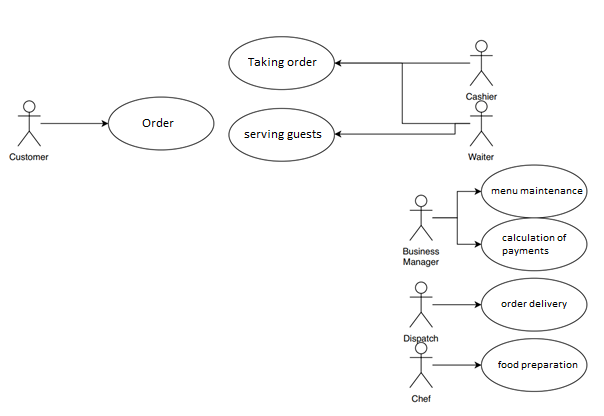 Taking order
Cashier
Order
serving guests
Customer
Waiter
menu maintenance
calculation of
payments
Business
Manager
order delivery
Dispatch
food preparation
Chef